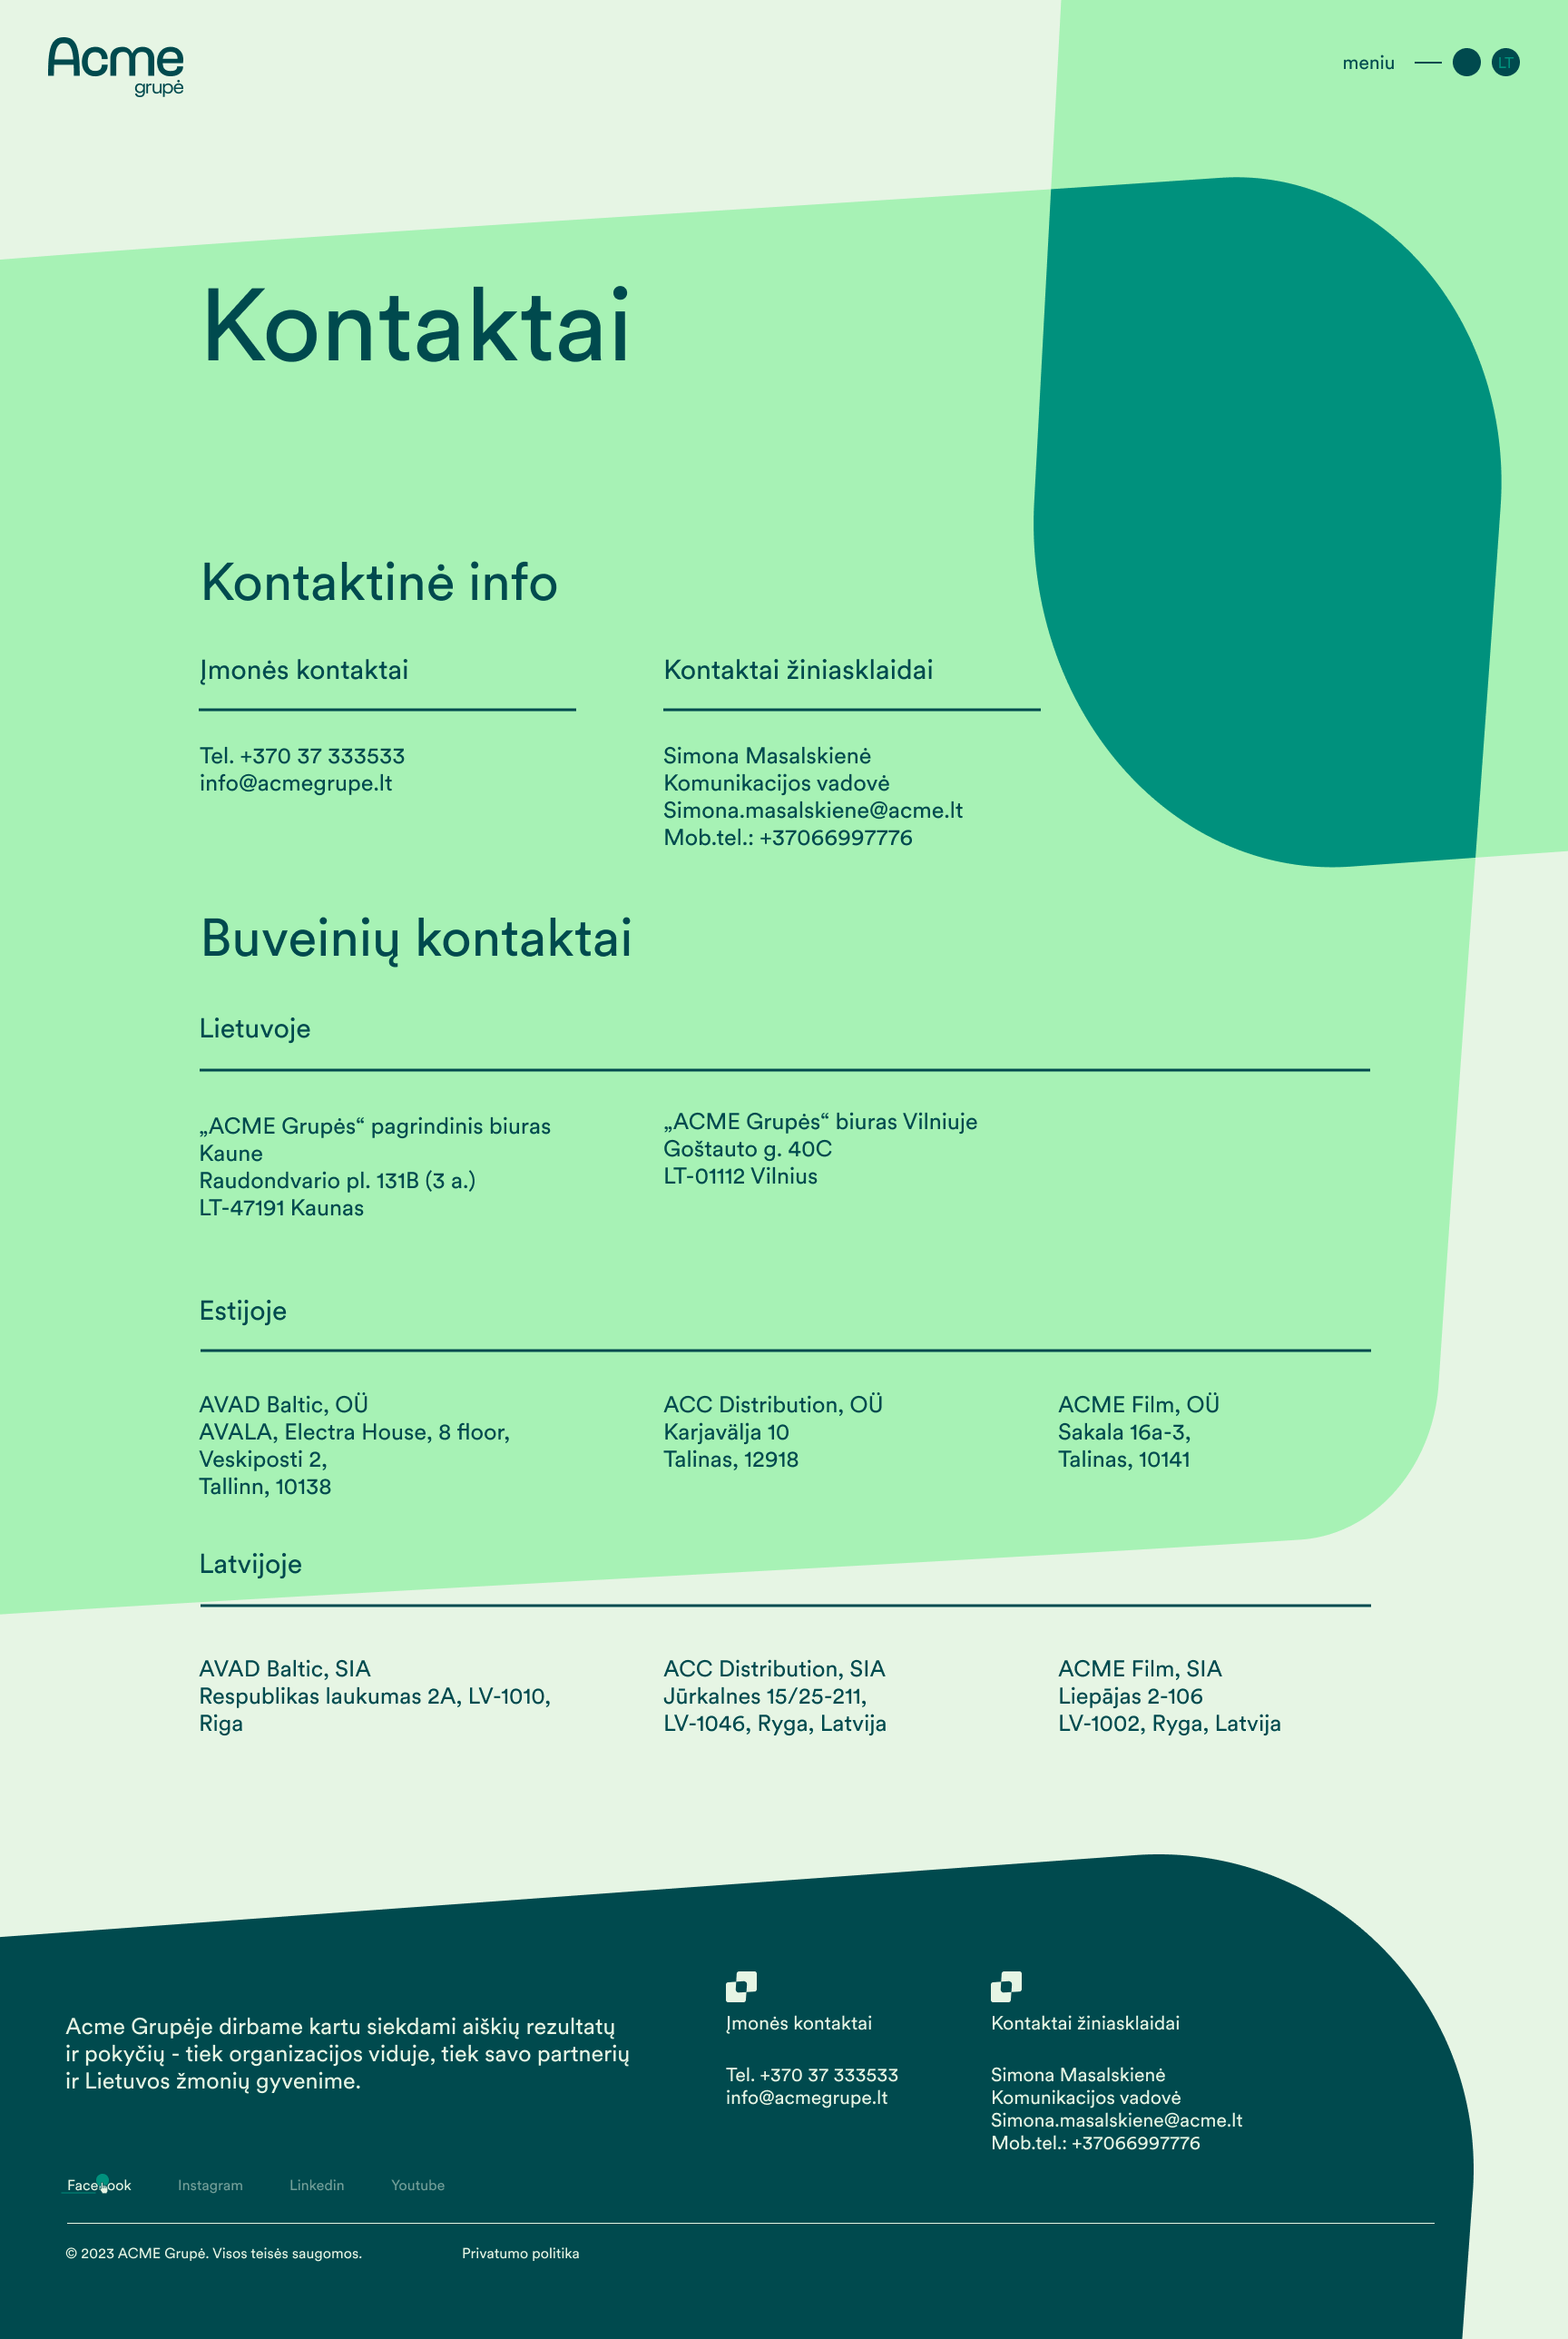 Acme
grupė
meniu
LT
Kontaktai
Kontaktinė info
Įmonės kontaktai
Tel. +370 37 333533
info@acmegrupe.lt
Kontaktai žiniasklaidai
Simona Masalskienė
Komunikacijos vadovė
Simona.masalskiene@acme.lt
Mob.tel.: +37066997776
Buveinių kontaktai
Lietuvoje
„ACME Grupės“ pagrindinis biuras
Kaune
Raudondvario pl. 131B (3 a.)
LT-47191 Kaunas
„ACME Grupės“ biuras Vilniuje
Goštauto g. 40C
LT-01112 Vilnius
Estijoje
AVAD Baltic, OÜ
AVALA, Electra House, 8 floor,
Veskiposti 2,
Tallinn, 10138
ACC Distribution, OÜ
Karjavälja 10
Talinas, 12918
ACME Film, OÜ
Sakala 16a-3,
Talinas, 10141
Latvijoje
AVAD Baltic, SIA
Respublikas laukumas 2A, LV-1010,
Riga
ACC Distribution, SIA
Jūrkalnes 15/25-211,
LV-1046, Ryga, Latvija
ACME Film, SIA
Liepājas 2-106
LV-1002, Ryga, Latvija
Acme Grupėje dirbame kartu siekdami aiškių rezultatų
ir pokyčių - tiek organizacijos viduje, tiek savo partnerių
ir Lietuvos žmonių gyvenime.
Įmonės kontaktai
Tel. +370 37 333533
info@acmegrupe.lt
Kontaktai žiniasklaidai
Simona Masalskienė
Komunikacijos vadovė
Simona.masalskiene@acme.lt
Mob.tel.: +37066997776
Facebook
Instagram
Linkedin
Youtube
© 2023 ACME Grupė. Visos teisės saugomos.
Privatumo politika